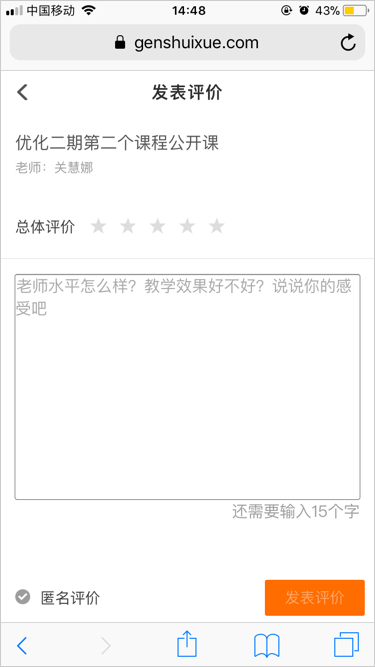 中国移动 14:48 43%
genshuixue.com
发表评价
优化二期第二个课程公开课
老师：关慧娜
总体评价
老师水平怎么样？教学效果好不好？说说你的感
受吧
还需要输入15个字
匿名评价 发表评价